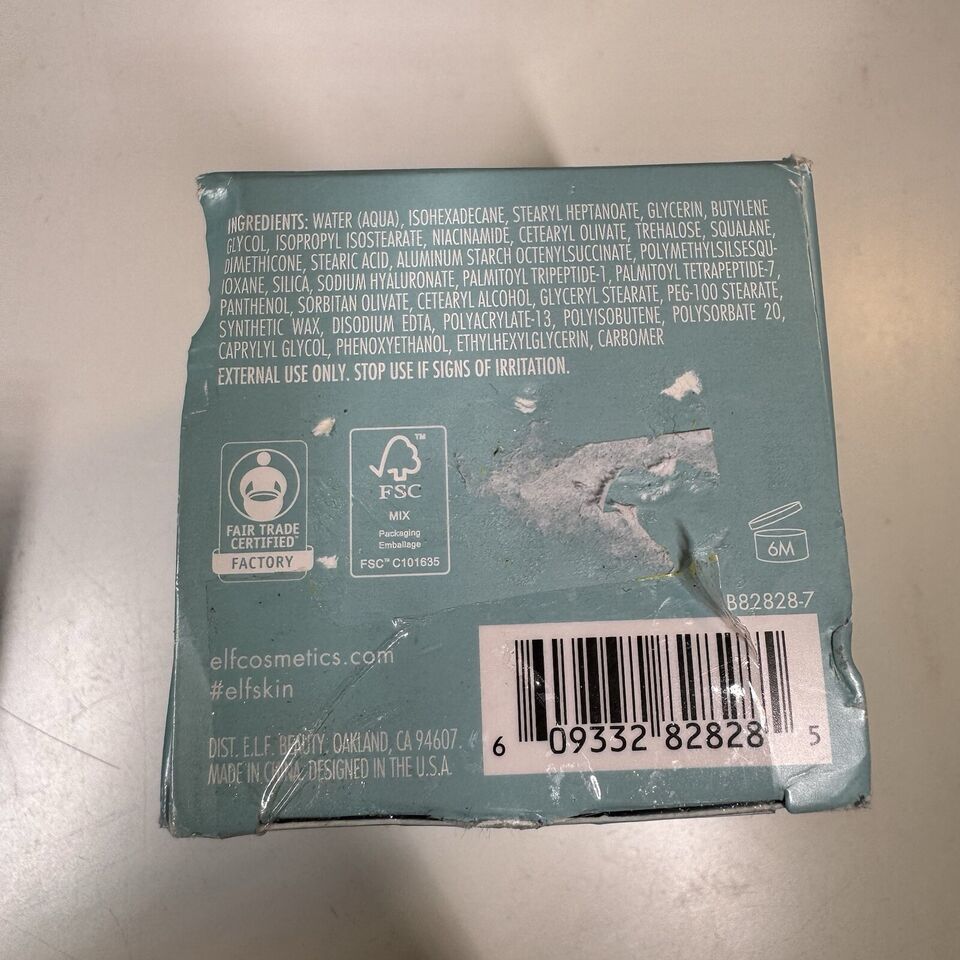 INGREDIENTS: WATER (AQUA), ISOHEXADECANE, STEARYL HEPTANOATE, GLYCERIN, BUTYLENE
GLYCOL, ISOPROPYL ISOSTEARATE, NIACINAMIDE, CETEARYL OLIVATE, TREHALOSE, SQUALANE,
DIMETHICONE, STEARIC ACID, ALUMINUM STARCH OCTENYLSUCCINATE, POLYMETHYLSILSESQU-
IOXANE, SILICA, SODIUM HYALURONATE, PALMITOYL TRIPEPTIDE-1, PALMITOYL TETRAPEPTIDE-7,
PANTHENOL, SORBITAN OLIVATE, CETEARYL ALCOHOL, GLYCERYL STEARATE, PEG-100 STEARATE,
SYNTHETIC WAX, DISODIUM EDTA, POLYACRYLATE-13, POLYISOBUTENE, POLYSORBATE 20,
CAPRYLYL GLYCOL, PHENOXYETHANOL, ETHYLHEXYLGLYCERIN, CARBOMER
EXTERNAL USE ONLY. STOP USE IF SIGNS OF IRRITATION.
FAIR TRADE
CERTIFIED™
FACTORY
™
FSC
MIX
Packaging
Emballage
FSC™ C101635
6M
B82828-7
elfcosmetics.com
#elfskin
DIST. E.L.F. BEAUTY. OAKLAND, CA 94607.
MADE IN CHINA. DESIGNED IN THE U.S.A.
6 09332 82828 5